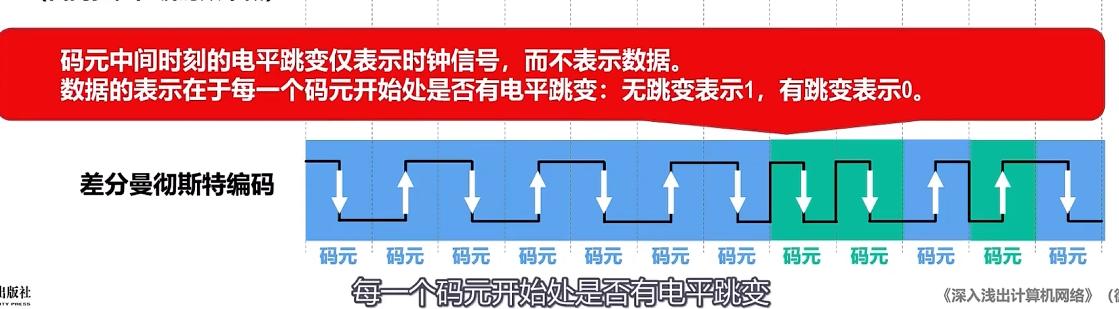 码元中间时刻的电平跳变仅表示时钟信号，而不表示数据。
数据的表示在于每一个码元开始处是否有电平跳变：无跳变表示1，有跳变表示0。
差分曼彻斯特编码
码元 码元 码元 码元 码元 码元 码元 码元 码元 码元 码元 码元
每一个码元开始处是否有电平跳变
出版社
ITY PRESS
《深入浅出计算机网络》（